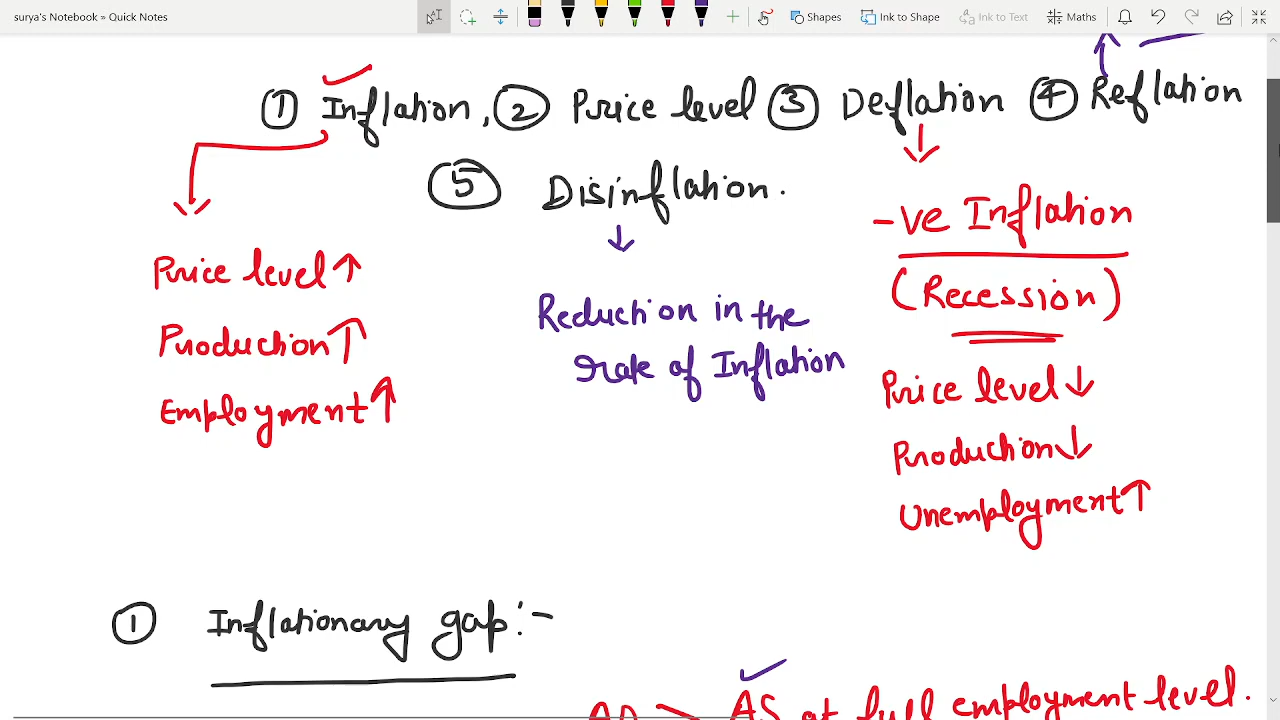 surya's Notebook » Quick Notes
Shapes Ink to Shape Ink to Text Maths
① Inflation, ② Price level ③ Deflation ④ Reflation
⑤ Disinflation.
Price level ↑
Production ↑
Employment ↑
↓
Reduction in the
rate of Inflation
-ve Inflation
(Recession)
Price level ↓
Production ↓
Unemployment ↑
① Inflationary gap :-
AD > AS at full employment level.